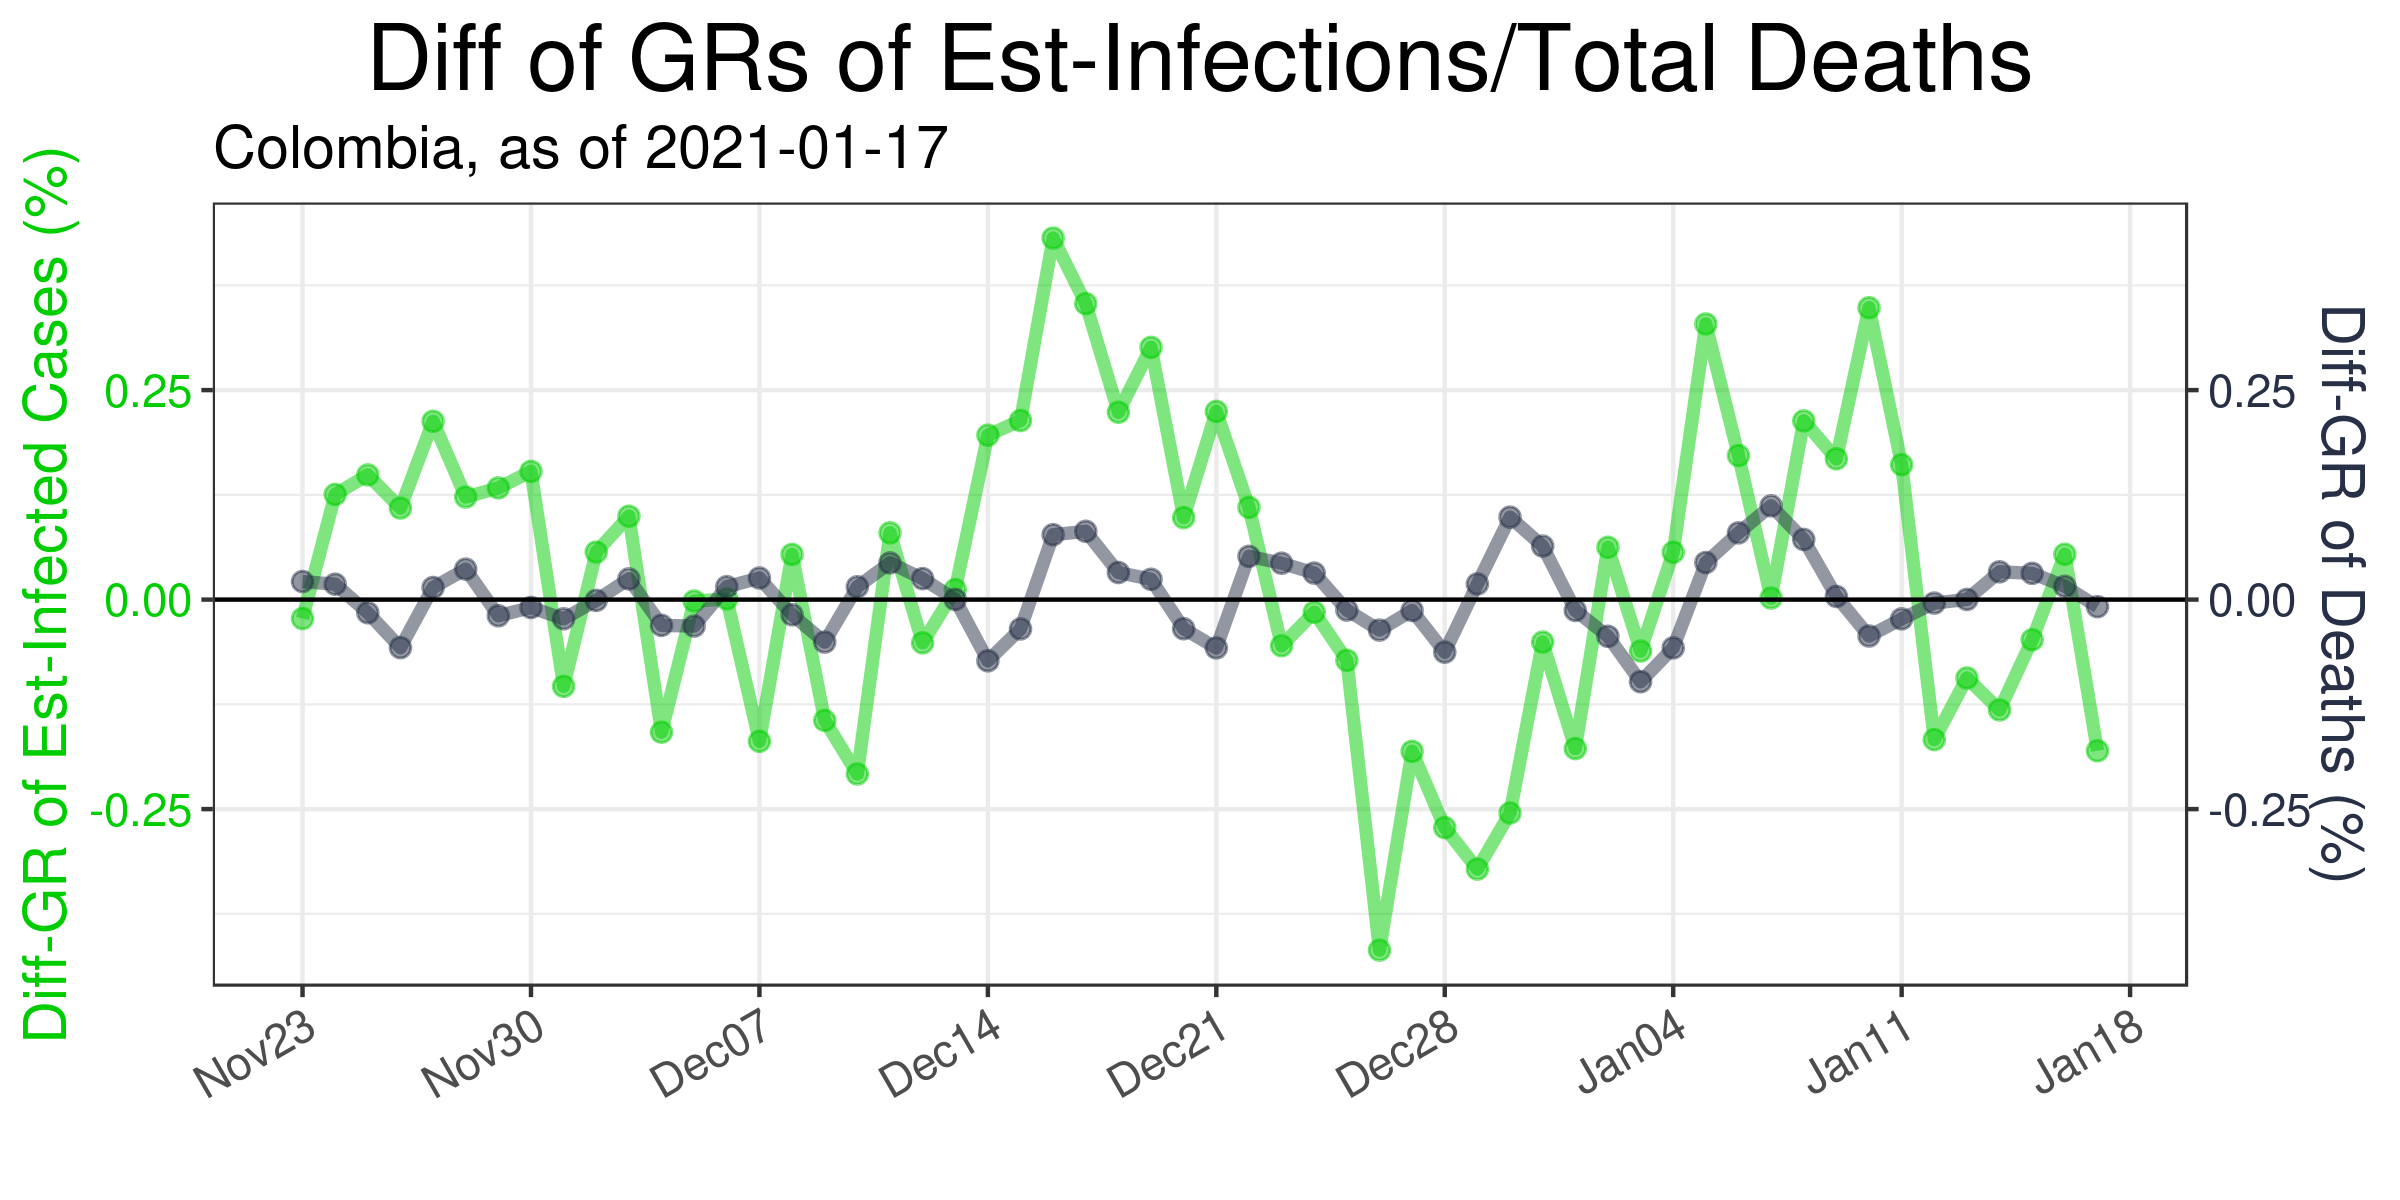 Diff of GRs of Est-Infections/Total Deaths
Colombia, as of 2021-01-17
Diff-GR of Est-Infected Cases (%)
0.25
0.00
-0.25
0.25
0.00
-0.25
Diff-GR of Deaths (%)
Nov23
Nov30
Dec07
Dec14
Dec21
Dec28
Jan04
Jan11
Jan18